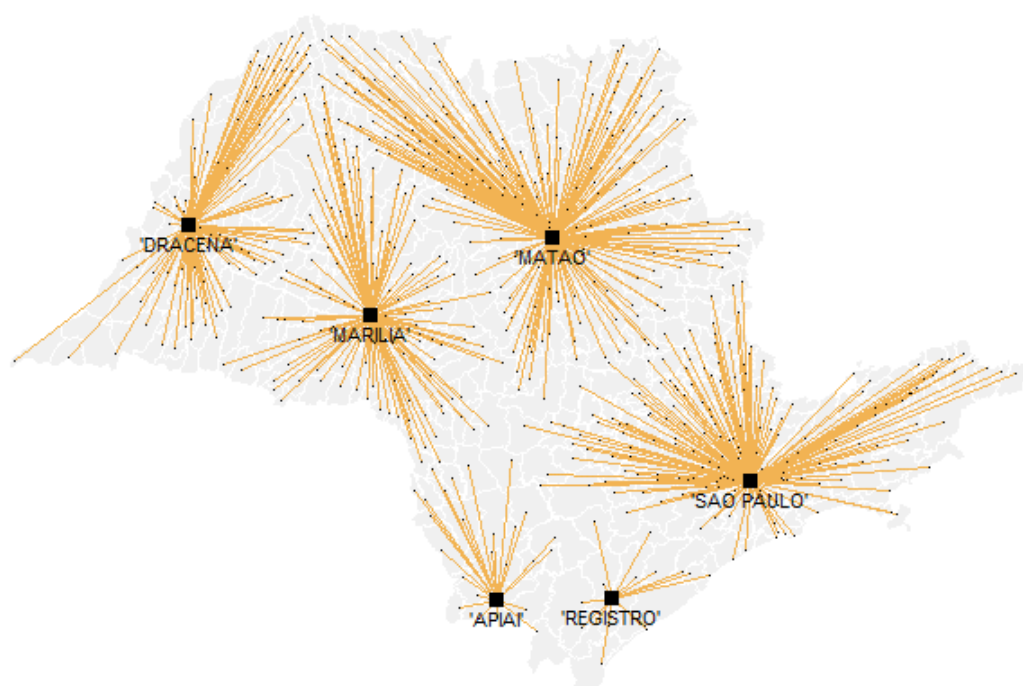 'DRACENA'
'MATAO'
'MARILIA'
'SAO PAULO'
'APIAI'
'REGISTRO'